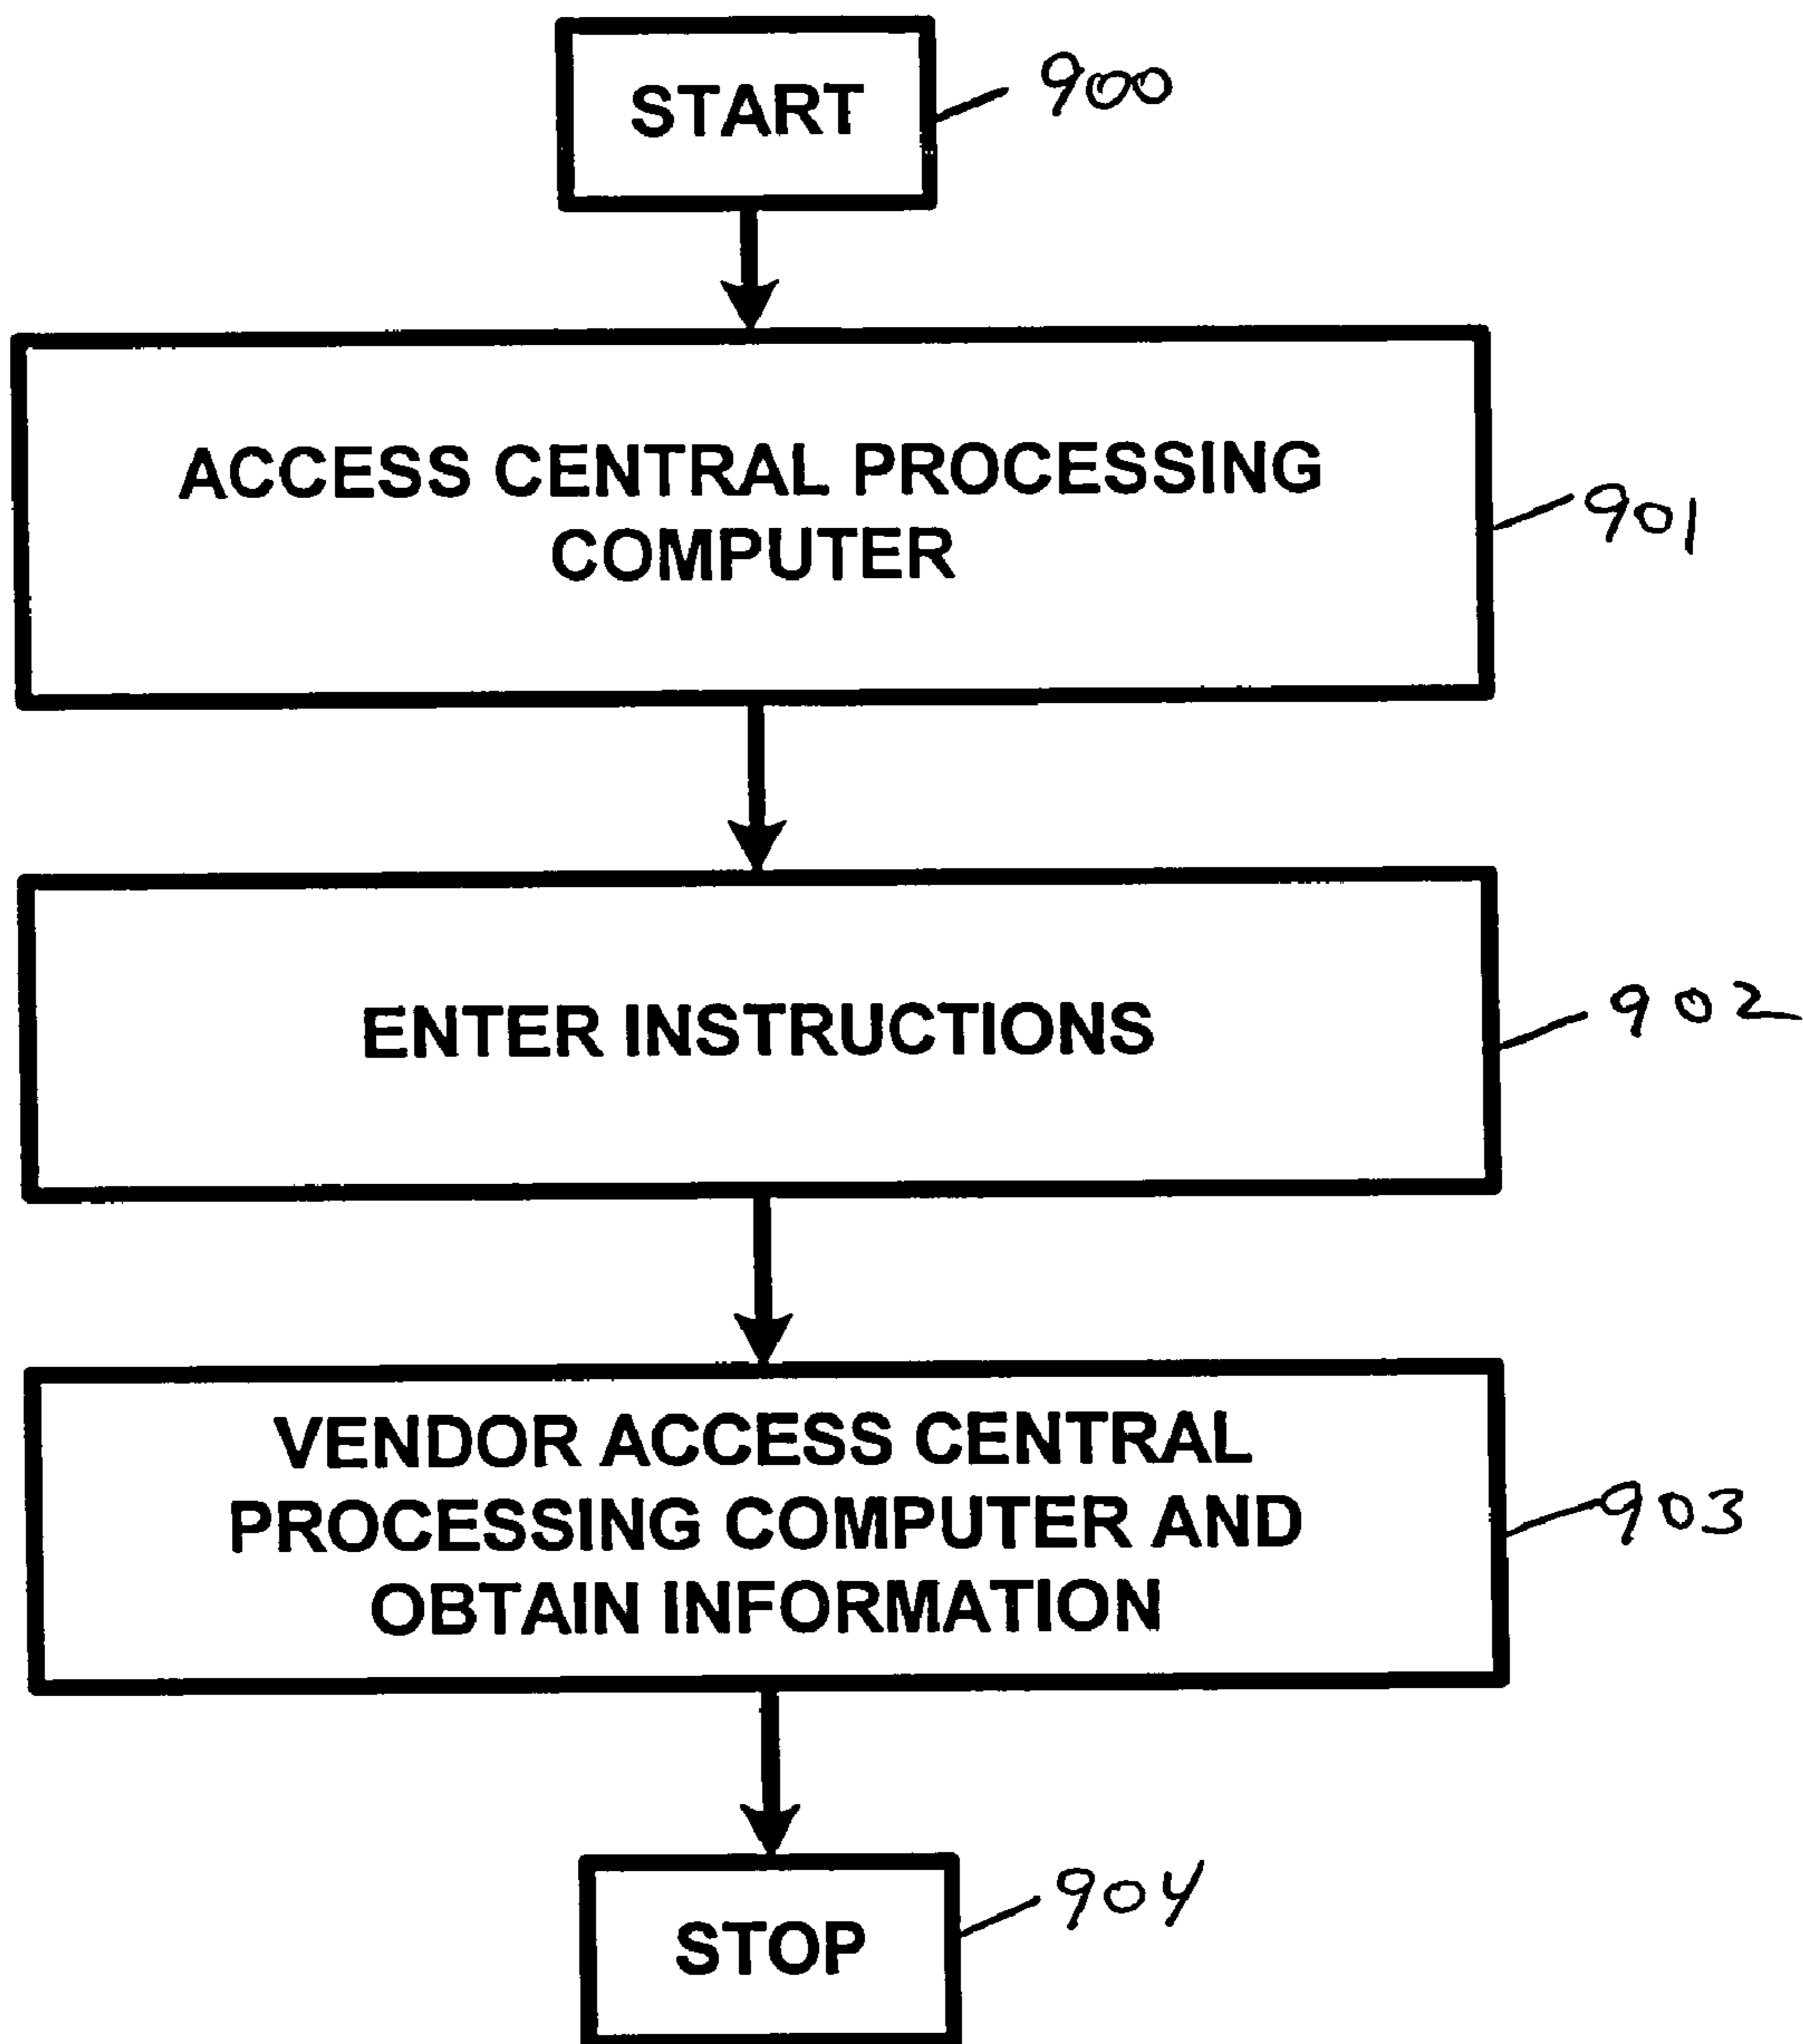 START
900
ACCESS CENTRAL PROCESSING
COMPUTER
901
ENTER INSTRUCTIONS
902
VENDOR ACCESS CENTRAL
PROCESSING COMPUTER AND
OBTAIN INFORMATION
903
STOP
904